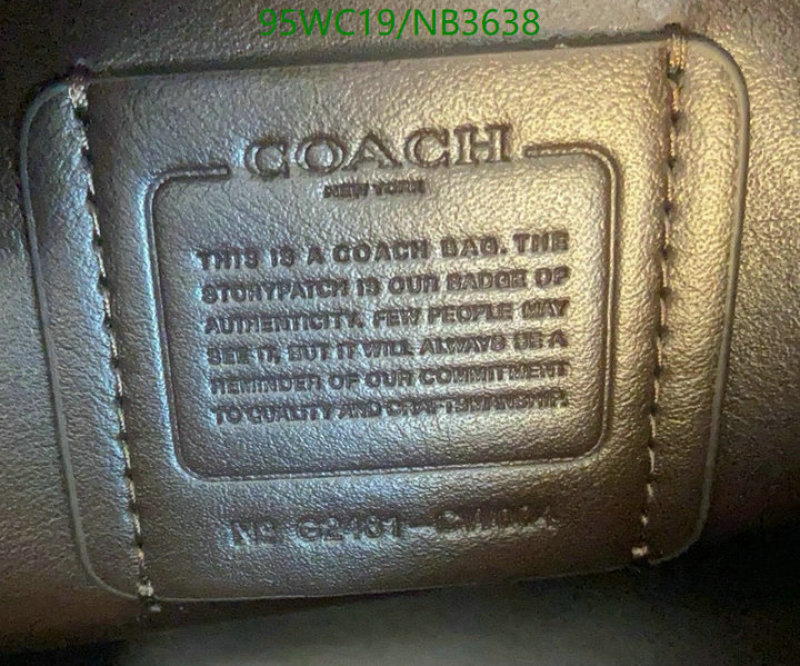 95WC19/NB3638
COACH
NEW YORK
THIS IS A COACH BAG. THE
STORYPATCH IS OUR BADGE OF
AUTHENTICITY. FEW PEOPLE MAY
SEE IT, BUT IT WILL ALWAYS BE A
REMINDER OF OUR COMMITMENT
TO QUALITY AND CRAFTSMANSHIP.
Nº